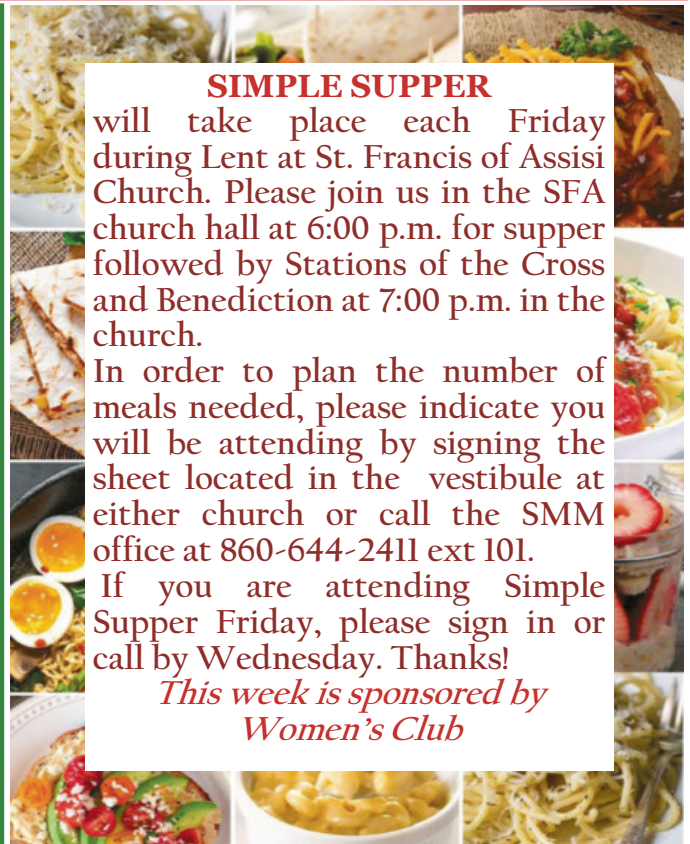 SIMPLE SUPPER
will take place each Friday
during Lent at St. Francis of Assisi
Church. Please join us in the SFA
church hall at 6:00 p.m. for supper
followed by Stations of the Cross
and Benediction at 7:00 p.m. in the
church.
In order to plan the number of
meals needed, please indicate you
will be attending by signing the
sheet located in the vestibule at
either church or call the SMM
office at 860-644-2411 ext 101.
If you are attending Simple
Supper Friday, please sign in or
call by Wednesday. Thanks!
This week is sponsored by
Women's Club